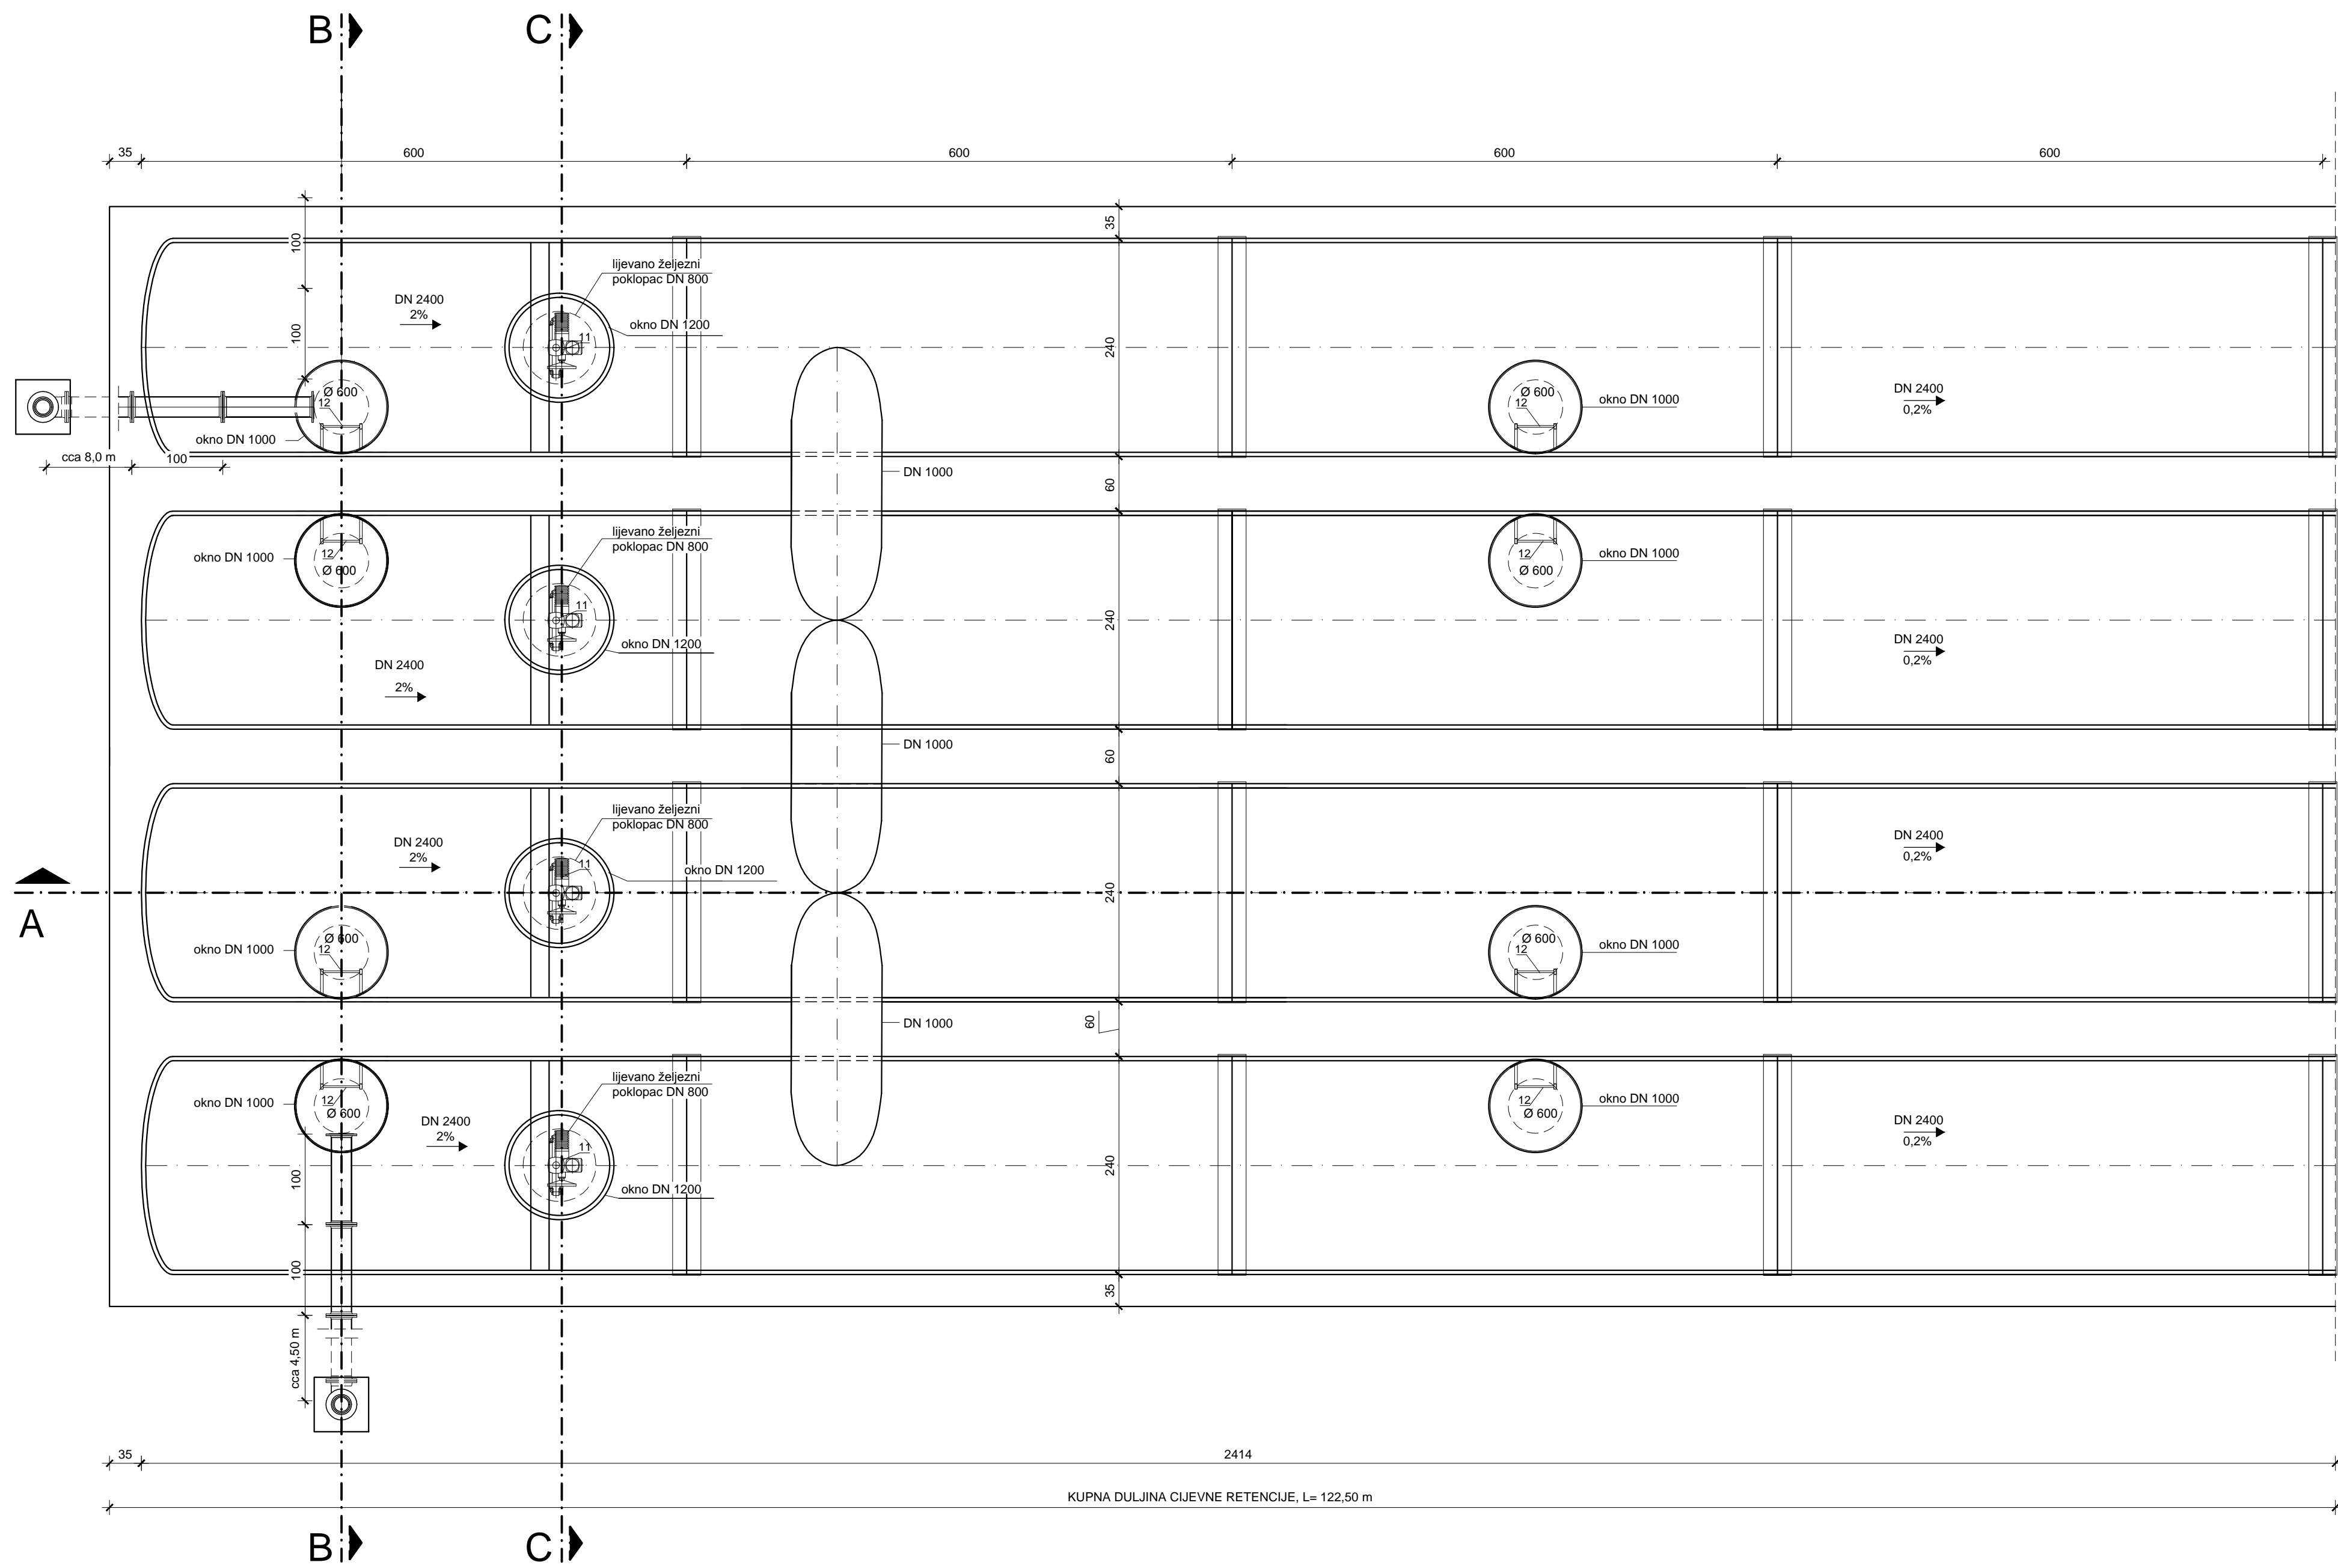 B
C
35
600
600
600
600
35
100
lijevano željezni
poklopac DN 800
DN 2400
2%
okno DN 1200
100
11
240
Ø 600
12
okno DN 1000
Ø 600
12
okno DN 1000
DN 2400
0,2%
cca 8,0 m
100
DN 1000
60
lijevano željezni
poklopac DN 800
okno DN 1000
12
Ø 600
12
Ø 600
okno DN 1000
11
240
okno DN 1200
DN 2400
2%
DN 2400
0,2%
DN 1000
60
lijevano željezni
poklopac DN 800
DN 2400
2%
11
okno DN 1200
DN 2400
0,2%
A
240
Ø 600
12
okno DN 1000
Ø 600
12
okno DN 1000
DN 1000
60
lijevano željezni
poklopac DN 800
okno DN 1000
12
Ø 600
12
Ø 600
okno DN 1000
DN 2400
2%
DN 2400
0,2%
11
240
100
okno DN 1200
100
35
cca 4,50 m
35
2414
KUPNA DULJINA CIJEVNE RETENCIJE, L= 122,50 m
B
C